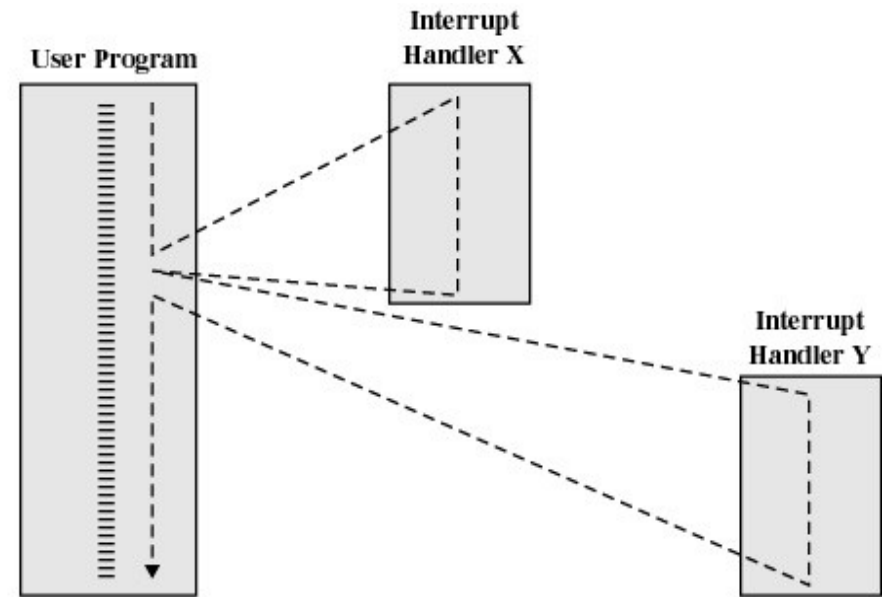 User Program
Interrupt
Handler X
Interrupt
Handler Y